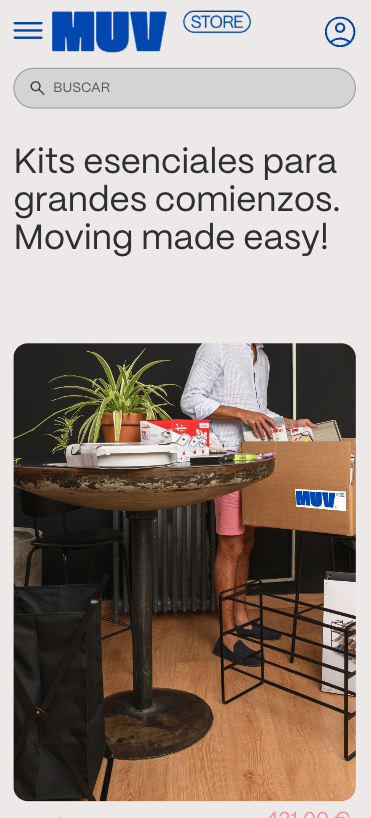 MUV
STORE
BUSCAR
Kits esenciales para
grandes comienzos.
Moving made easy!
MUV